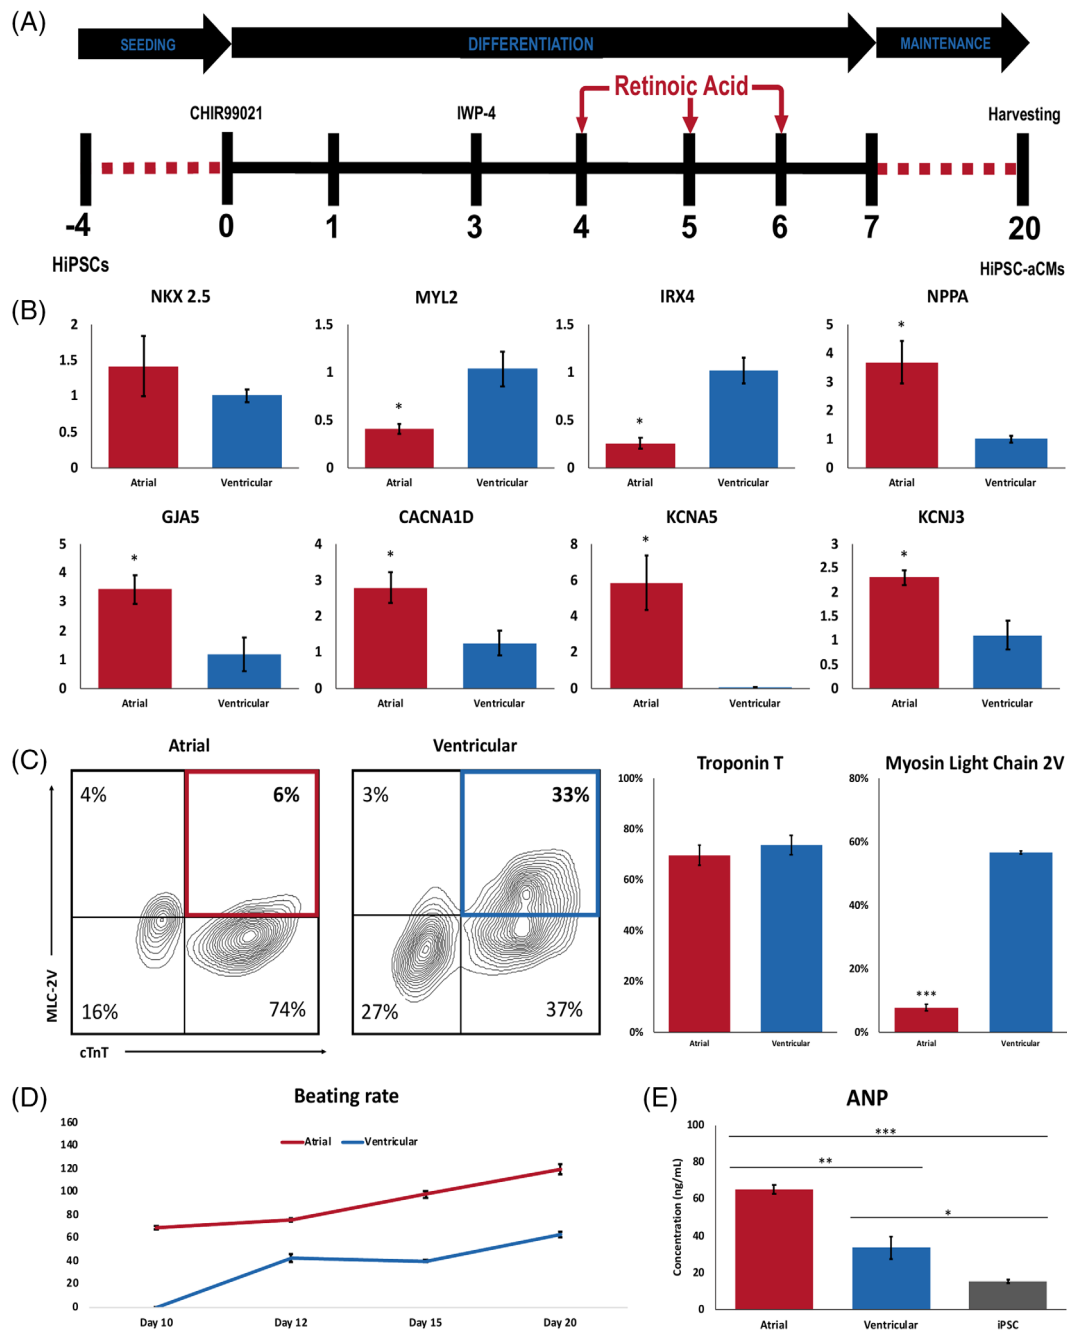 (A)
SEEDING DIFFERENTIATION MAINTENANCE
Retinoic Acid
CHIR99021 IWP-4 Harvesting
-4 0 1 3 4 5 6 7 20
HiPSCs HiPSC-aCMs
(B)
NKX 2.5 MYL2 IRX4 NPPA
2 1.5 1 0.5 0
Atrial Ventricular
1.5 1 0.5 0
*
Atrial Ventricular
1.5 1 0.5 0
*
Atrial Ventricular
6 5 4 3 2 1 0
*
Atrial Ventricular
GJA5 CACNA1D KCNA5 KCNJ3
5 4 3 2 1 0
*
Atrial Ventricular
4 3 2 1 0
*
Atrial Ventricular
8 6 4 2 0
*
Atrial Ventricular
3 2.5 2 1.5 1 0.5 0
*
Atrial Ventricular
(C)
Atrial Ventricular
4% 6%
16% 74%
3% 33%
27% 37%
MLC-2V
cTnT
Troponin T
100% 80% 60% 40% 20% 0%
Atrial Ventricular
Myosin Light Chain 2V
80% 60% 40% 20% 0%
***
Atrial Ventricular
(D)
Beating rate
160
140
120
100
80
60
40
20
0
Atrial Ventricular
Day 10 Day 12 Day 15 Day 20
(E)
ANP
Concentration (ng/mL)
100
80
60
40
20
0
***
**
*
Atrial Ventricular iPSC